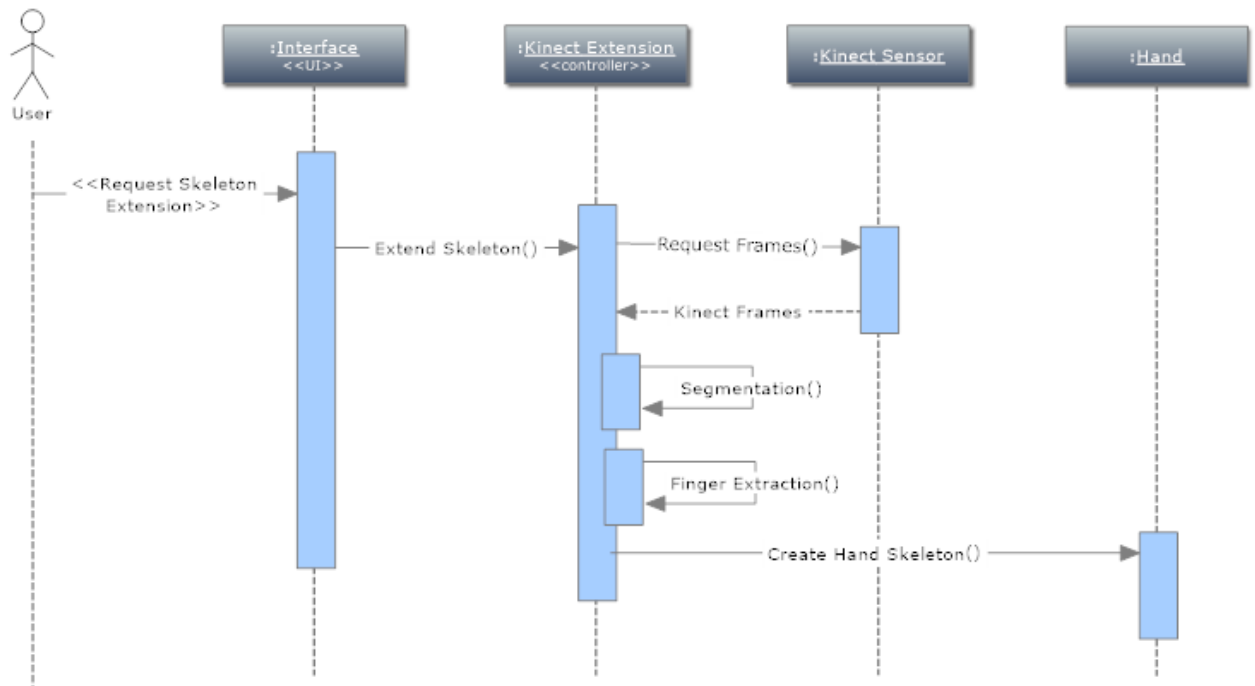 User
:Interface
<<UI>>
:Kinect Extension
<<controller>>
:Kinect Sensor
:Hand
<<Request Skeleton
Extension>>
Extend Skeleton()
Request Frames()
Kinect Frames
Segmentation()
Finger Extraction()
Create Hand Skeleton()